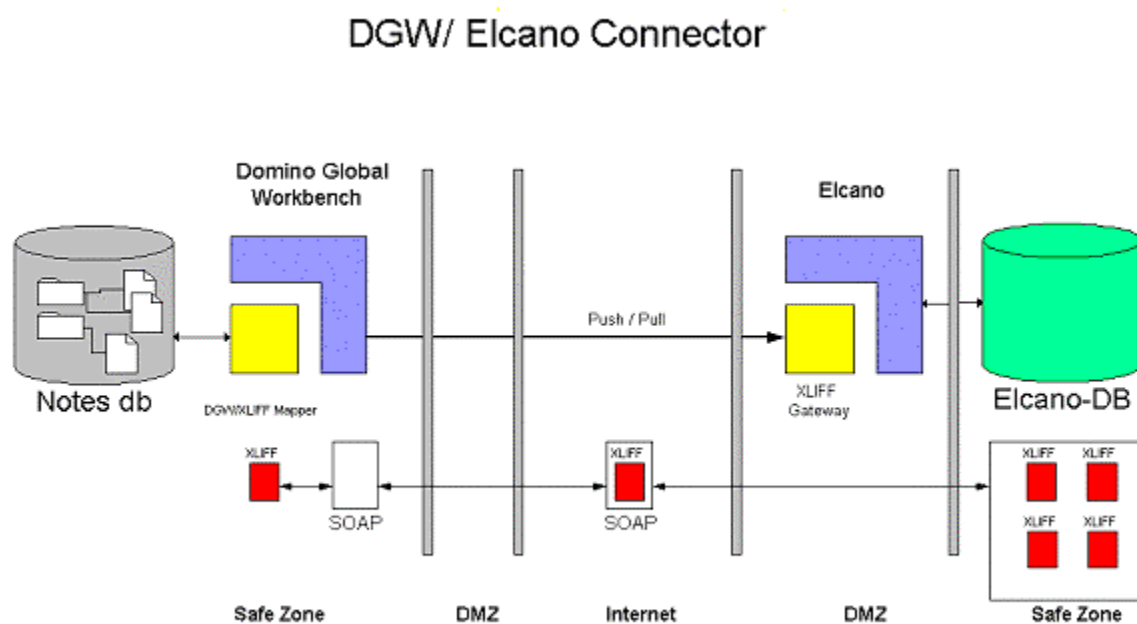 DGW/ Elcano Connector
Domino Global
Workbench
Elcano
Push / Pull
Notes db
DGW/XLIFF Mapper
XLIFF
Gateway
Elcano-DB
XLIFF
SOAP
XLIFF
SOAP
XLIFF
XLIFF
XLIFF
XLIFF
Safe Zone
DMZ
Internet
DMZ
Safe Zone